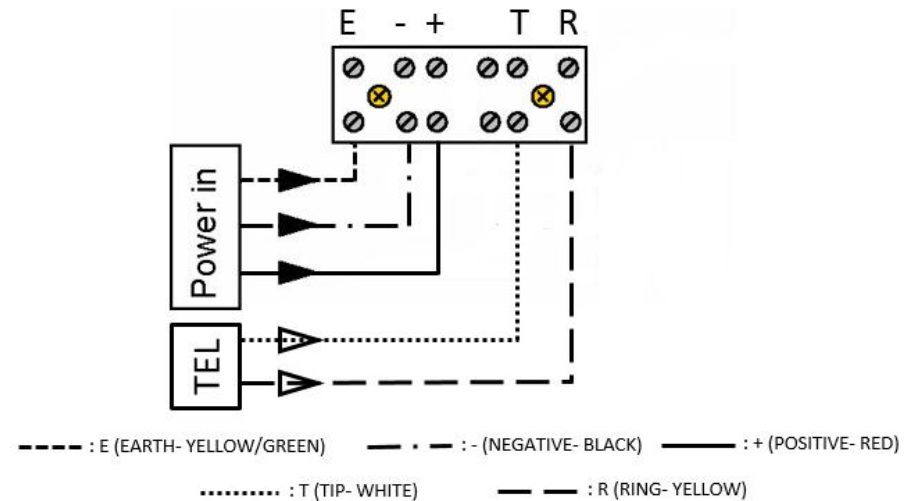 E - + T R
Power in
TEL
: E (EARTH- YELLOW/GREEN) : - (NEGATIVE- BLACK) : + (POSITIVE- RED)
: T (TIP- WHITE) : R (RING- YELLOW)